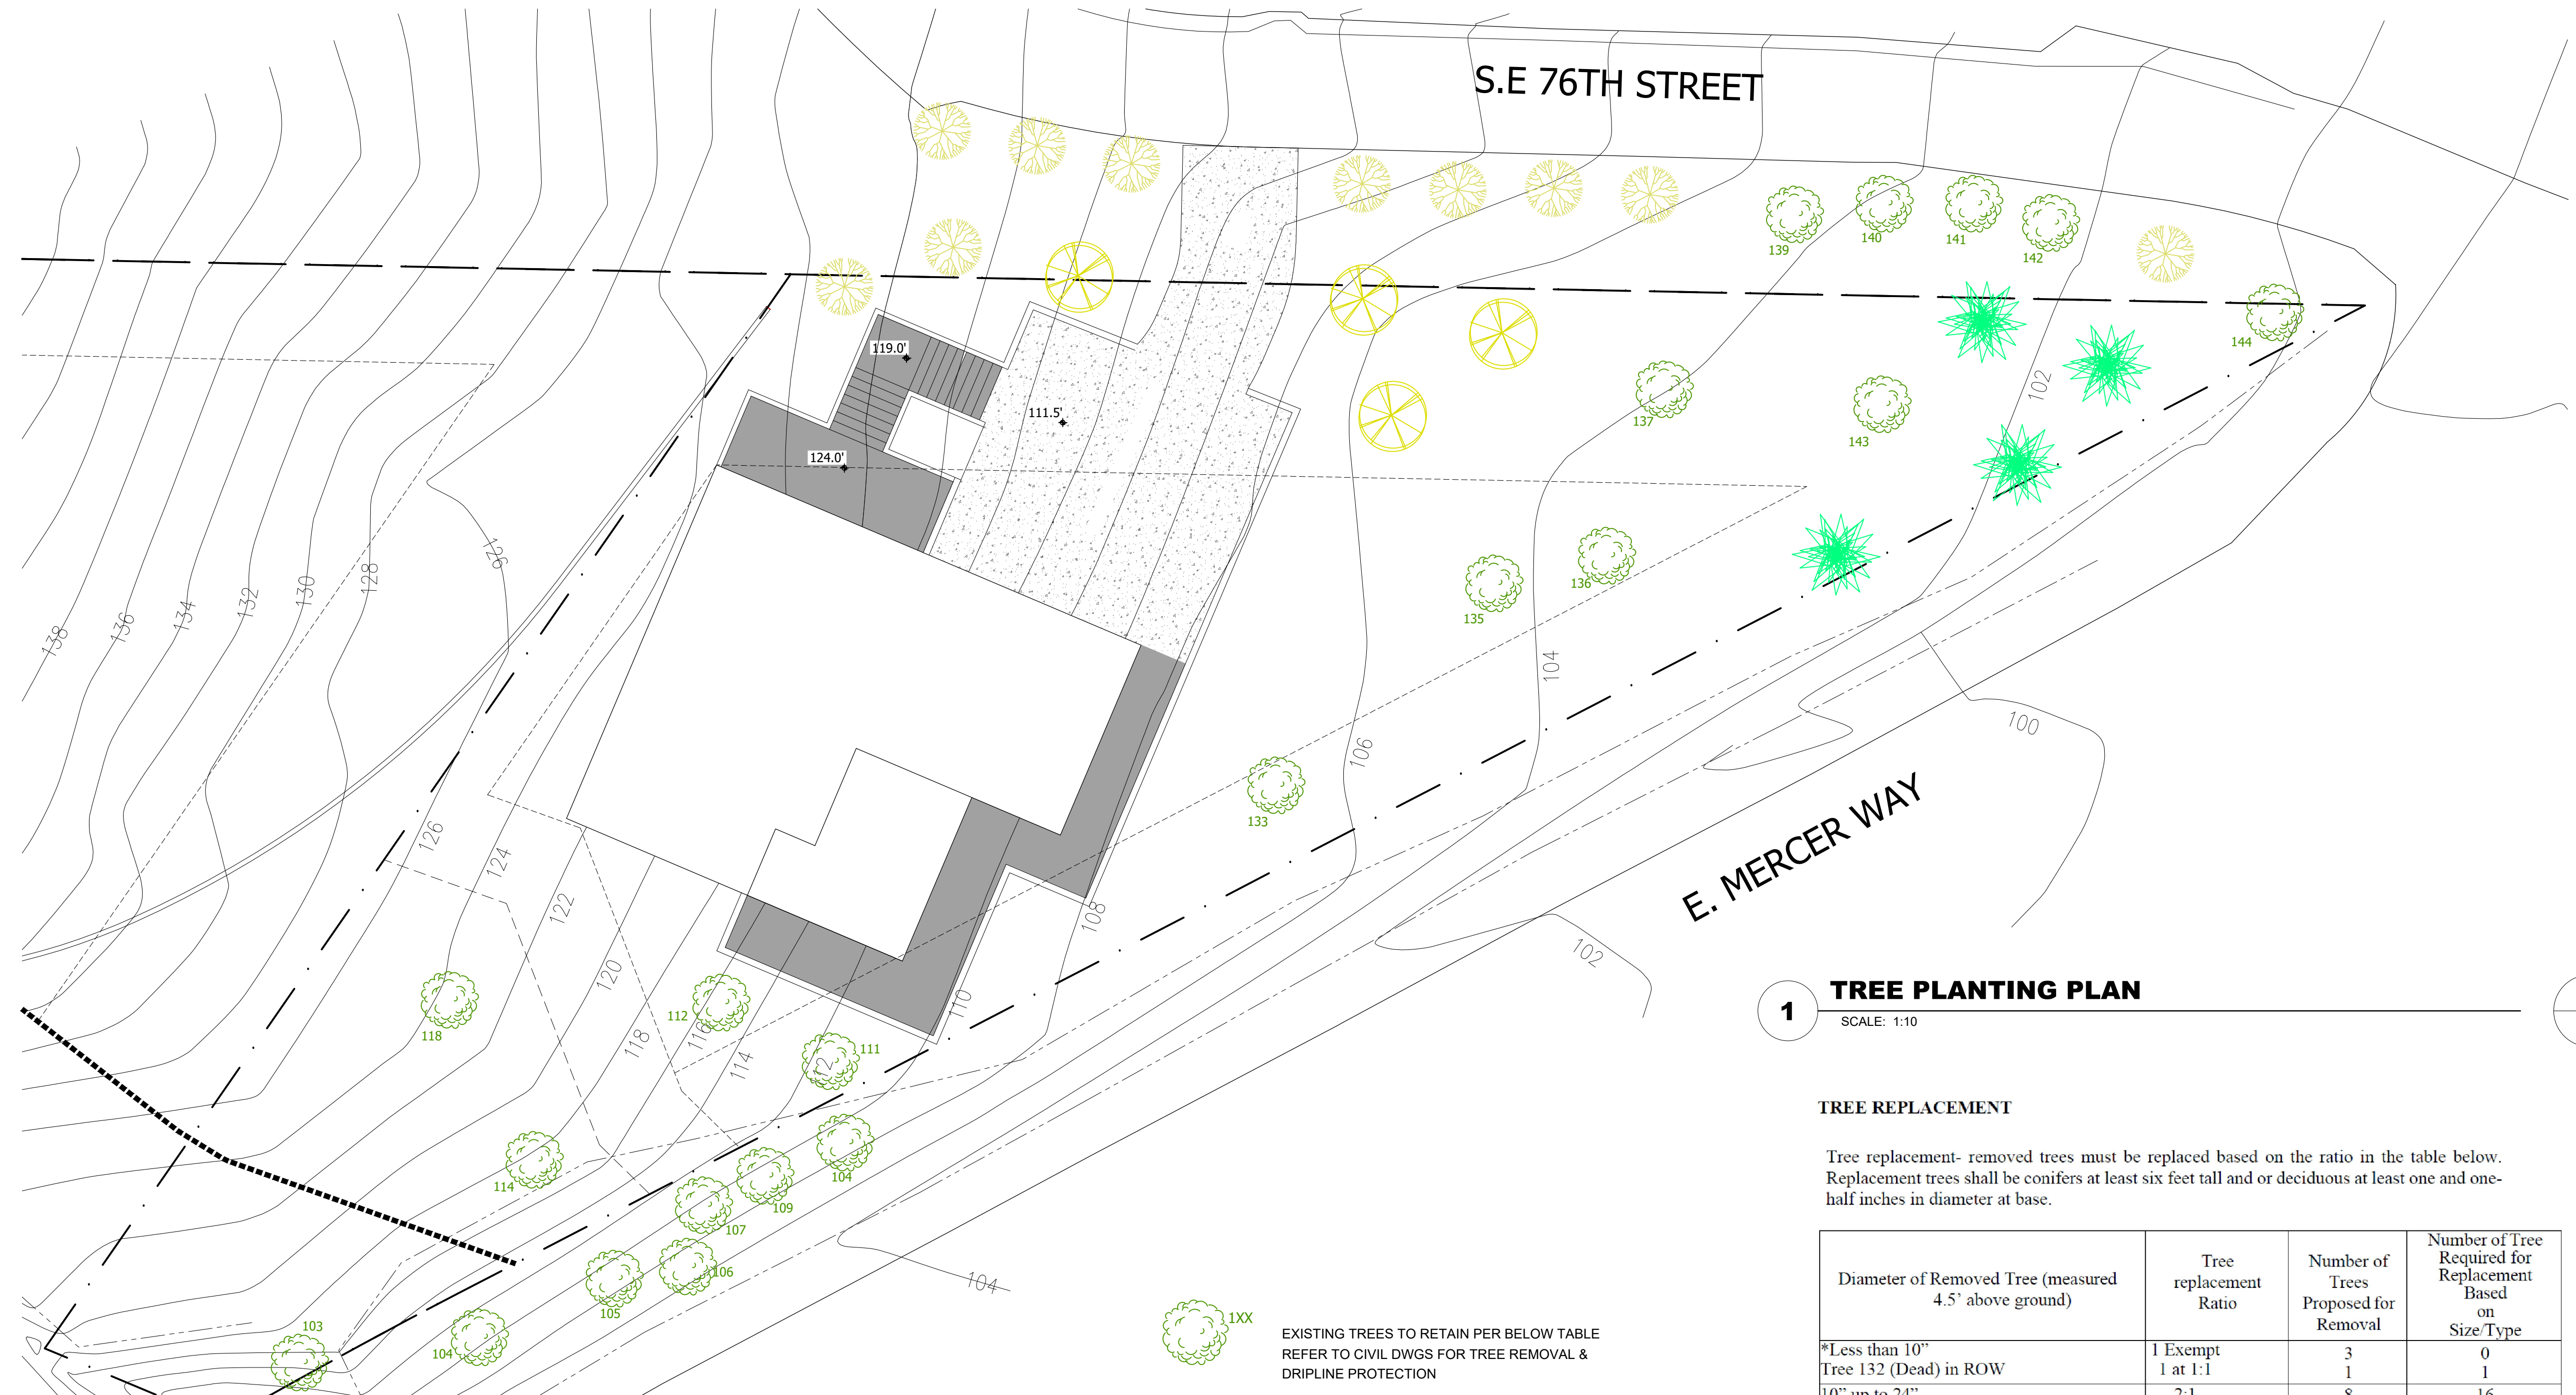 S.E 76TH STREET
139
140
141
142
144
119.0'
111.5'
124.0'
137
143
102
126
138
136
134
132
130
128
135
136
104
106
100
133
E. MERCER WAY
126
124
122
120
118
116
114
112
110
108
102
118
112
111
114
104
109
107
106
105
104
103
104
1
TREE PLANTING PLAN
SCALE: 1:10
TREE REPLACEMENT
Tree replacement- removed trees must be replaced based on the ratio in the table below.
Replacement trees shall be conifers at least six feet tall and or deciduous at least one and one-
half inches in diameter at base.
Diameter of Removed Tree (measured
4.5’ above ground)
Tree
replacement
Ratio
Number of
Trees
Proposed for
Removal
Number of Tree
Required for
Replacement
Based
on
Size/Type
*Less than 10” 1 Exempt 3 0
Tree 132 (Dead) in ROW 1 at 1:1 1 1
10” up to 24” 2:1 8 16
1XX
EXISTING TREES TO RETAIN PER BELOW TABLE
REFER TO CIVIL DWGS FOR TREE REMOVAL &
DRIPLINE PROTECTION